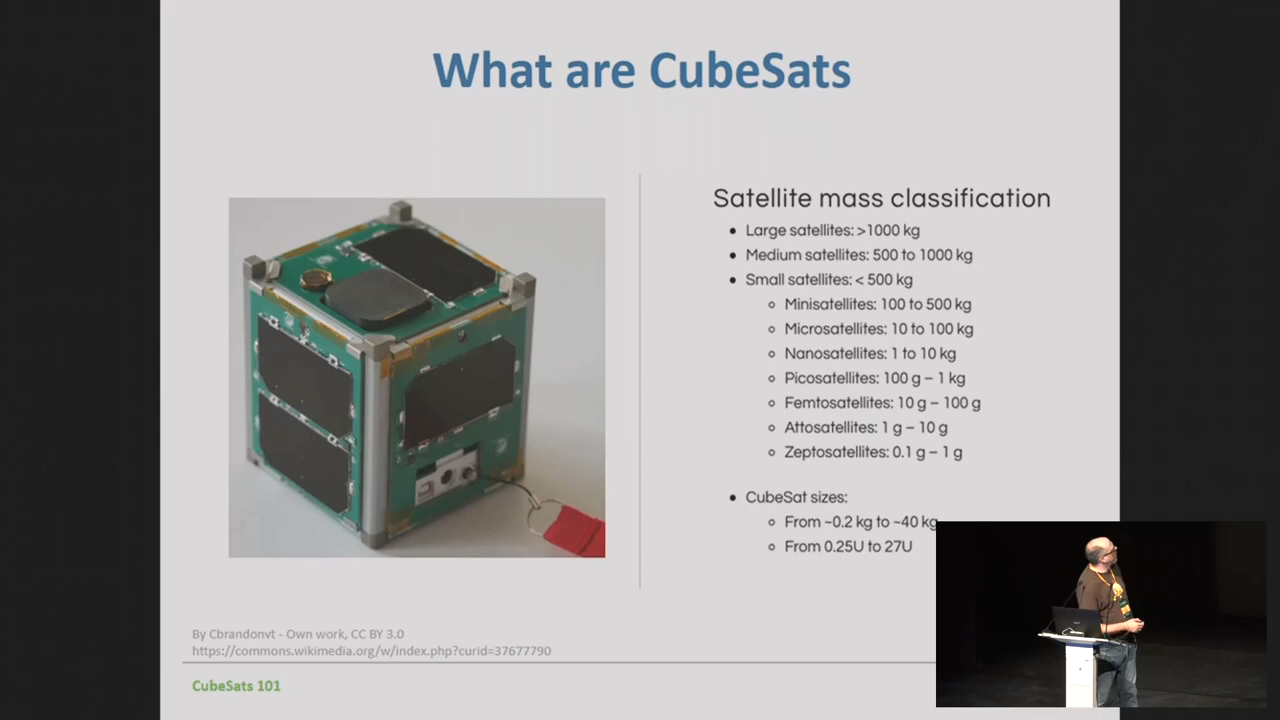 What are CubeSats
Satellite mass classification
Large satellites: >1000 kg
Medium satellites: 500 to 1000 kg
Small satellites: < 500 kg
Minisatellites: 100 to 500 kg
Microsatellites: 10 to 100 kg
Nanosatellites: 1 to 10 kg
Picosatellites: 100 g – 1 kg
Femtosatellites: 10 g – 100 g
Attosatellites: 1 g – 10 g
Zeptosatellites: 0.1 g – 1 g
CubeSat sizes:
From ~0.2 kg to ~40 kg
From 0.25U to 27U
By Cbrandonvt - Own work, CC BY 3.0
https://commons.wikimedia.org/w/index.php?curid=37677790
CubeSats 101